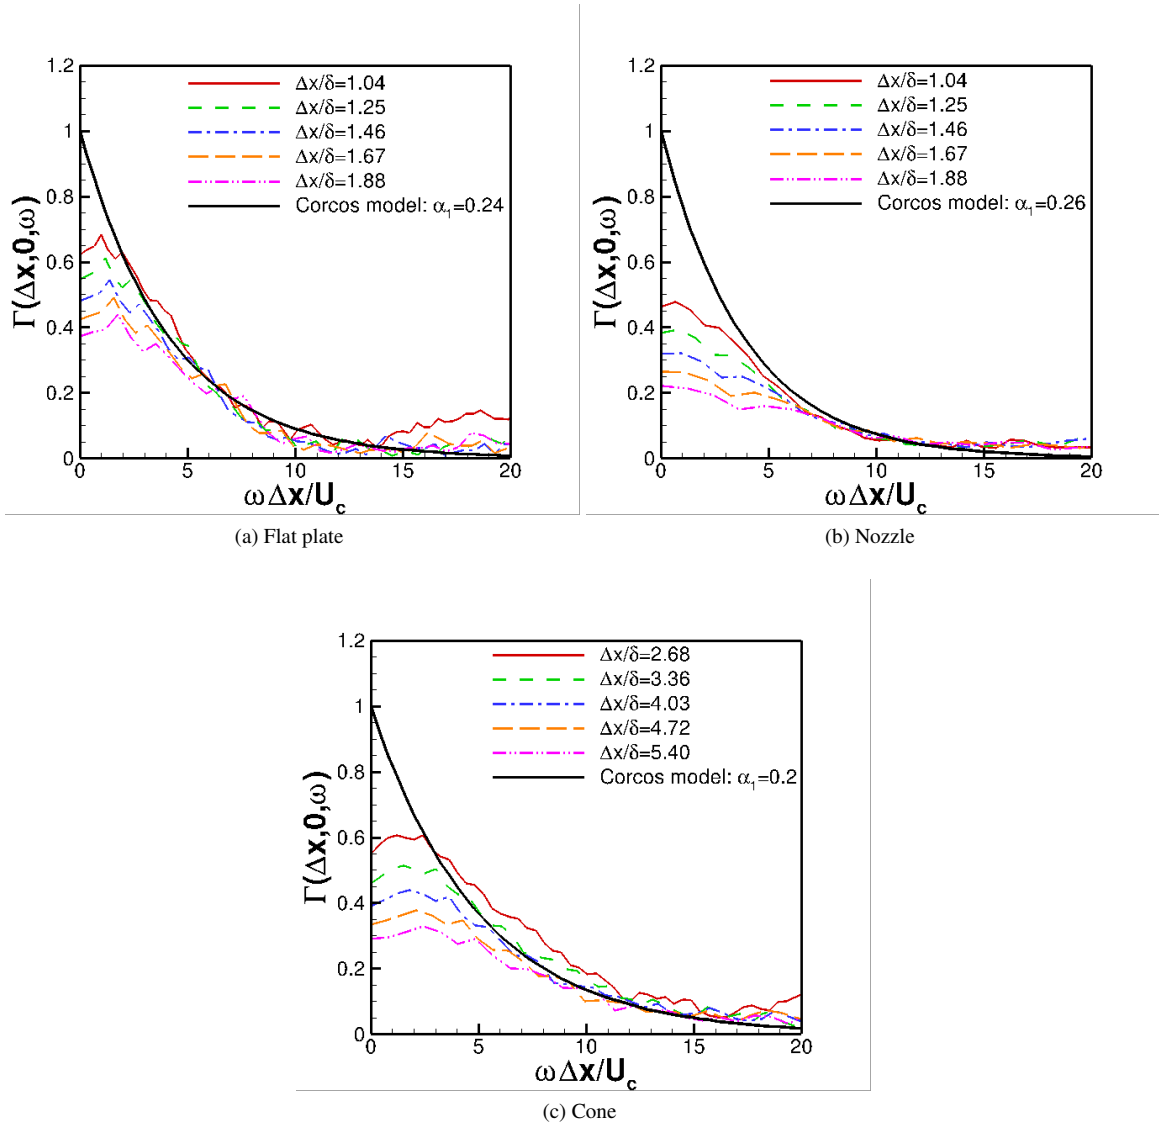 1.2
1
0.8
0.6
0.4
0.2
0
Γ(Δx,0,ω)
Δx/δ=1.04
Δx/δ=1.25
Δx/δ=1.46
Δx/δ=1.67
Δx/δ=1.88
Corcos model: α₁=0.24
0 5 10 15 20
ωΔx/U_c
(a) Flat plate
1.2
1
0.8
0.6
0.4
0.2
0
Γ(Δx,0,ω)
Δx/δ=1.04
Δx/δ=1.25
Δx/δ=1.46
Δx/δ=1.67
Δx/δ=1.88
Corcos model: α₁=0.26
0 5 10 15 20
ωΔx/U_c
(b) Nozzle
1.2
1
0.8
0.6
0.4
0.2
0
Γ(Δx,0,ω)
Δx/δ=2.68
Δx/δ=3.36
Δx/δ=4.03
Δx/δ=4.72
Δx/δ=5.40
Corcos model: α₁=0.2
0 5 10 15 20
ωΔx/U_c
(c) Cone